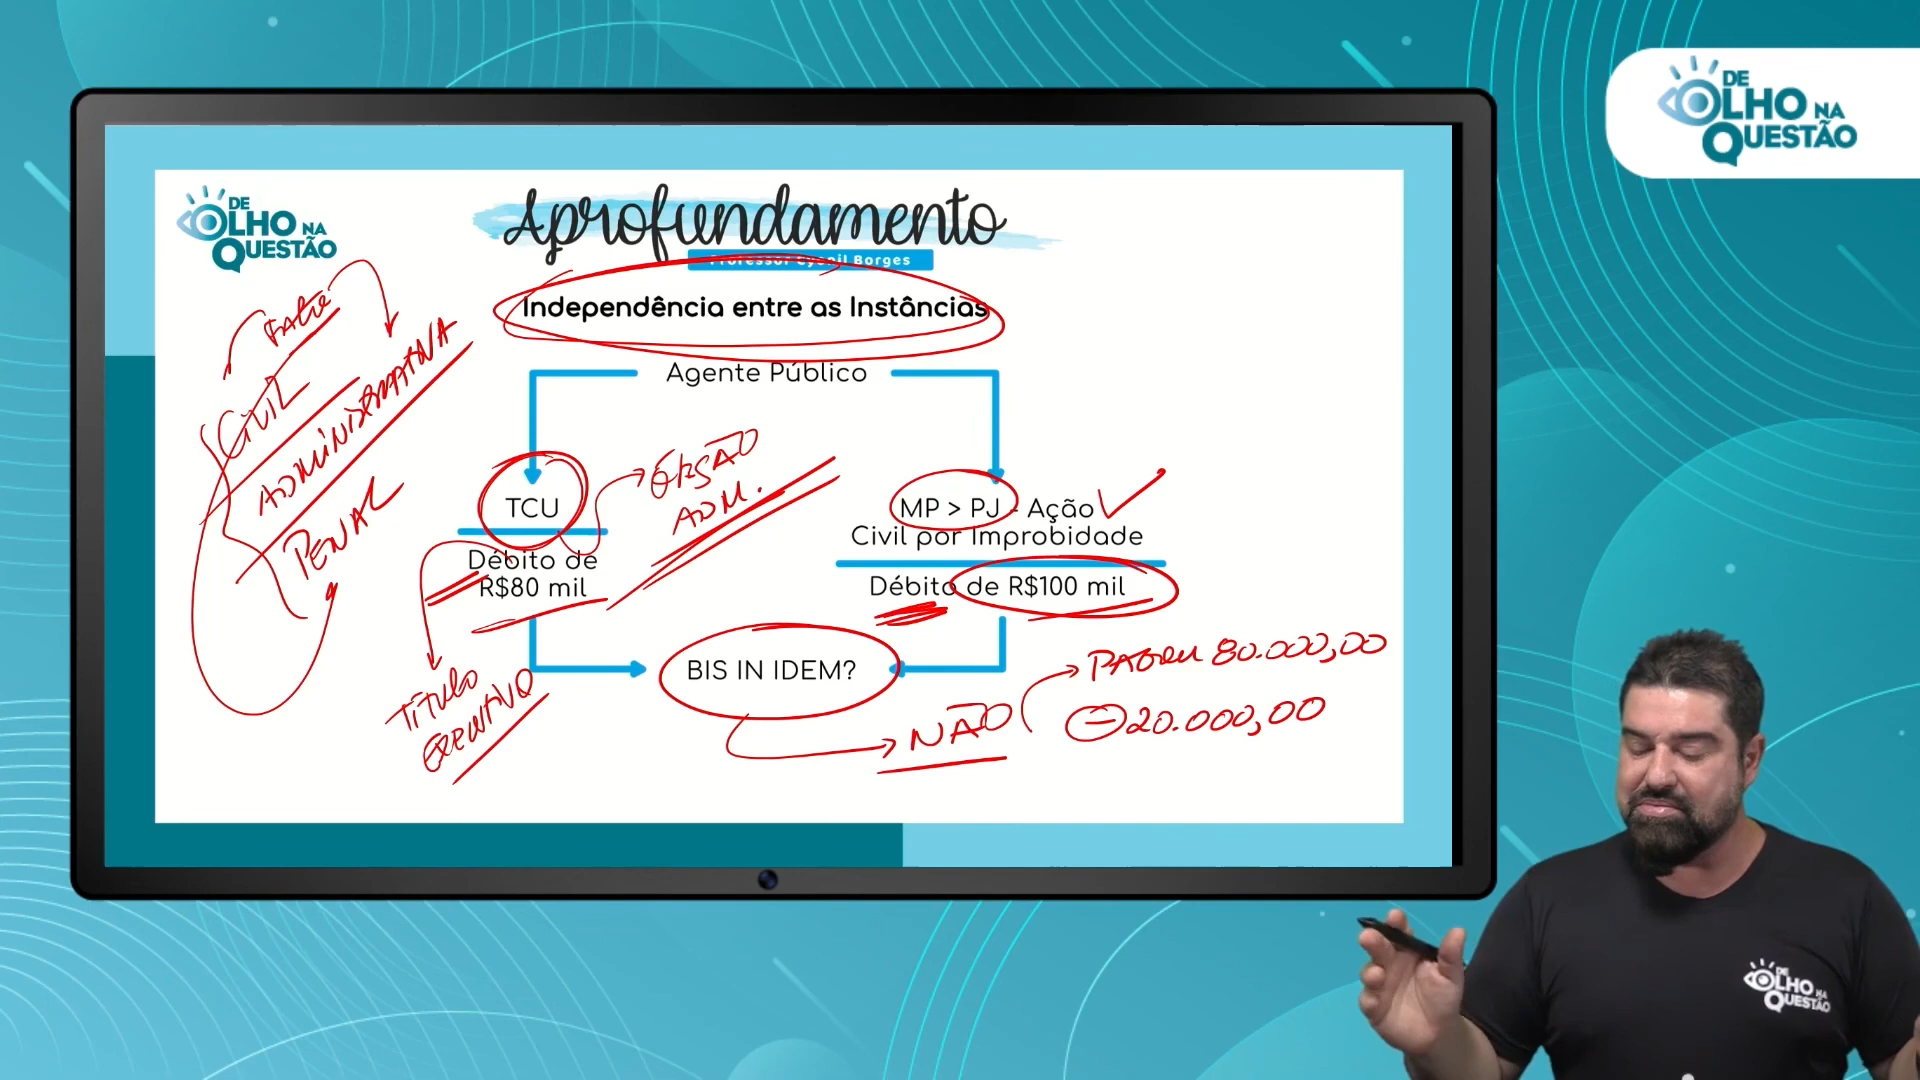 DE
OLHO NA
QUESTÃO
DE
OLHO NA
QUESTÃO
Aprofundamento
Professor Borges
Independência entre as Instâncias
Agente Público
CIVIL
ADMINISTRATIVA
PENAL
TCU
ÓRGÃO
ADM.
Débito de
R$80 mil
MP > PJ - Ação
Civil por Improbidade
Débito de R$100 mil
BIS IN IDEM?
TÍTULO
EXECUTIVO
NÃO
PAGOU 80.000,00
- 20.000,00
DE
OLHO NA
QUESTÃO